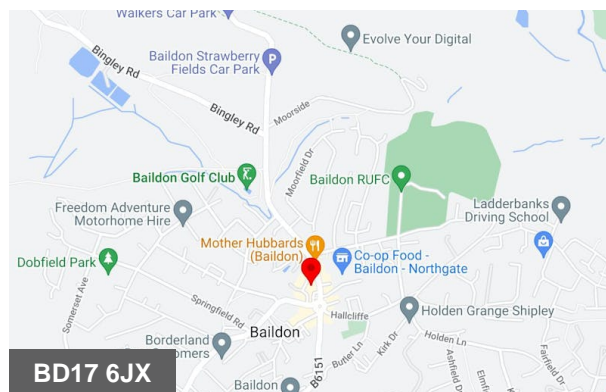 Walkers Car Park
Evolve Your Digital
Bingley Rd
Baildon Strawberry
Fields Car Park
Bingley Rd
Moorside
Baildon Golf Club
Moorfield Dr
Baildon RUFC
Freedom Adventure
Motorhome Hire
Ladderbanks
Driving School
Mother Hubbards
(Baildon)
Co-op Food -
Baildon - Northgate
Dobfield Park
Somerset Ave
Springfield Rd
Hallcliffe
Holden Grange Shipley
Baildon
Borderland
Butler Ln
Kirk Dr
Holden Ln
Ashfield
Fairfield
B6151
Baildon
BD17 6JX